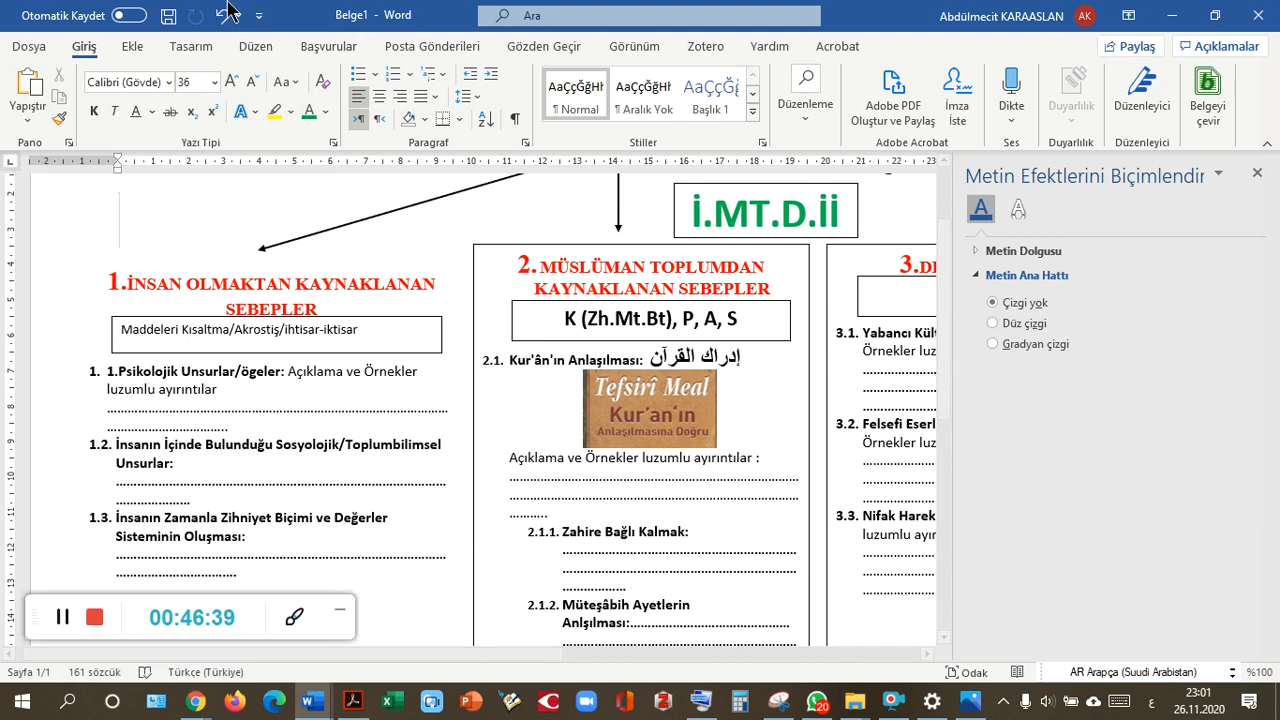 Otomatik Kaydet
Belge1 - Word
Ara
Abdülmecit KARAASLAN
AK
Dosya
Giriş
Ekle
Tasarım
Düzen
Başvurular
Posta Gönderileri
Gözden Geçir
Görünüm
Zotero
Yardım
Acrobat
Paylaş
Açıklamalar
Yapıştır
Calibri (Gövde)
36
AaÇçĞğHł
¶ Normal
AaÇçĞğHł
¶ Aralık Yok
AaÇçĞğ
Başlık 1
Düzenleme
Adobe PDF
Oluştur ve Paylaş
İmza
İste
Dikte
Duyarlılık
Düzenleyici
Belgeyi
çevir
Pano
Yazı Tipi
Paragraf
Stiller
Adobe Acrobat
Ses
Duyarlılık
Düzenleyici
Metin Efektlerini Biçimlendir
Metin Dolgusu
Metin Ana Hattı
Çizgi yok
Düz çizgi
Gradyan çizgi
İ.MT.D.İİ
1.İNSAN OLMAKTAN KAYNAKLANAN
SEBEPLER
Maddeleri Kısaltma/Akrostiş/ihtisar-iktisar
1. 1.Psikolojik Unsurlar/ögeler: Açıklama ve Örnekler
luzumlu ayırıntılar
1.2. İnsanın İçinde Bulunduğu Sosyolojik/Toplumbilimsel
Unsurlar:
1.3. İnsanın Zamanla Zihniyet Biçimi ve Değerler
Sisteminin Oluşması:
2. MÜSLÜMAN TOPLUMDAN
KAYNAKLANAN SEBEPLER
K (Zh.Mt.Bt), P, A, S
2.1. Kur'ân'ın Anlaşılması: إدراك القرآن
Tefsirî Meal
Kur'an'ın
Anlaşılmasına Doğru
Açıklama ve Örnekler luzumlu ayırıntılar :
2.1.1. Zahire Bağlı Kalmak:
2.1.2. Müteşâbih Ayetlerin
Anlşılması:
3.
3.1. Yabancı Kült
Örnekler luz
3.2. Felsefi Eserl
Örnekler luz
3.3. Nifak Harek
luzumlu ayır
00:46:39
Sayfa 1/1
161 sözcük
Türkçe (Türkiye)
Odak
AR Arapça (Suudi Arabistan)
%100
20
23:01
26.11.2020